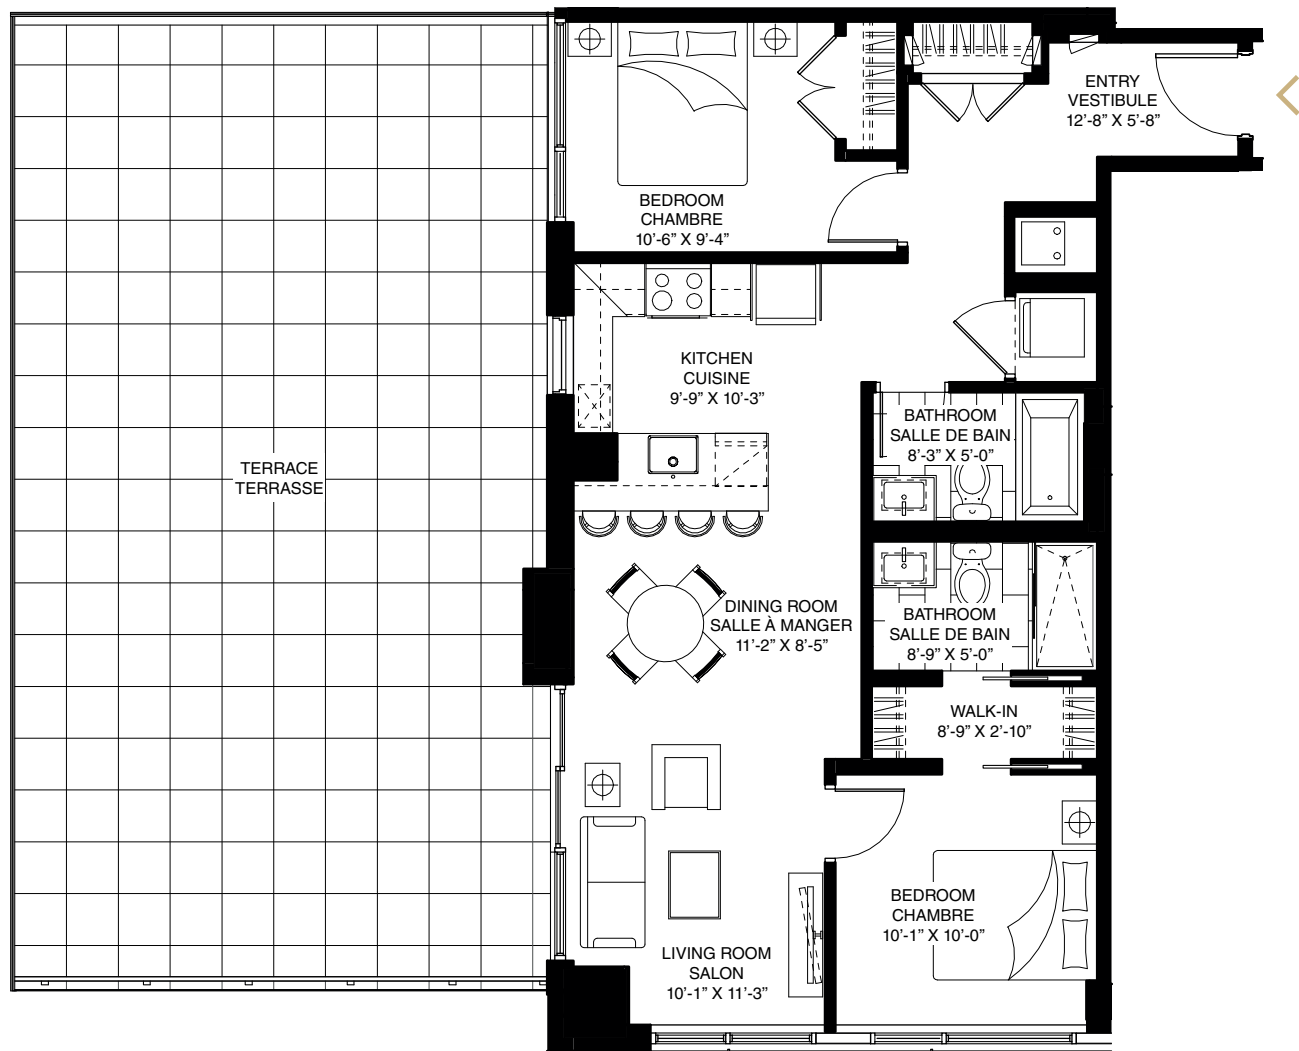 ENTRY
VESTIBULE
12'-8" X 5'-8"
BEDROOM
CHAMBRE
10'-6" X 9'-4"
KITCHEN
CUISINE
9'-9" X 10'-3"
BATHROOM
SALLE DE BAIN
8'-3" X 5'-0"
TERRACE
TERRASSE
DINING ROOM
SALLE À MANGER
11'-2" X 8'-5"
BATHROOM
SALLE DE BAIN
8'-9" X 5'-0"
WALK-IN
8'-9" X 2'-10"
BEDROOM
CHAMBRE
10'-1" X 10'-0"
LIVING ROOM
SALON
10'-1" X 11'-3"